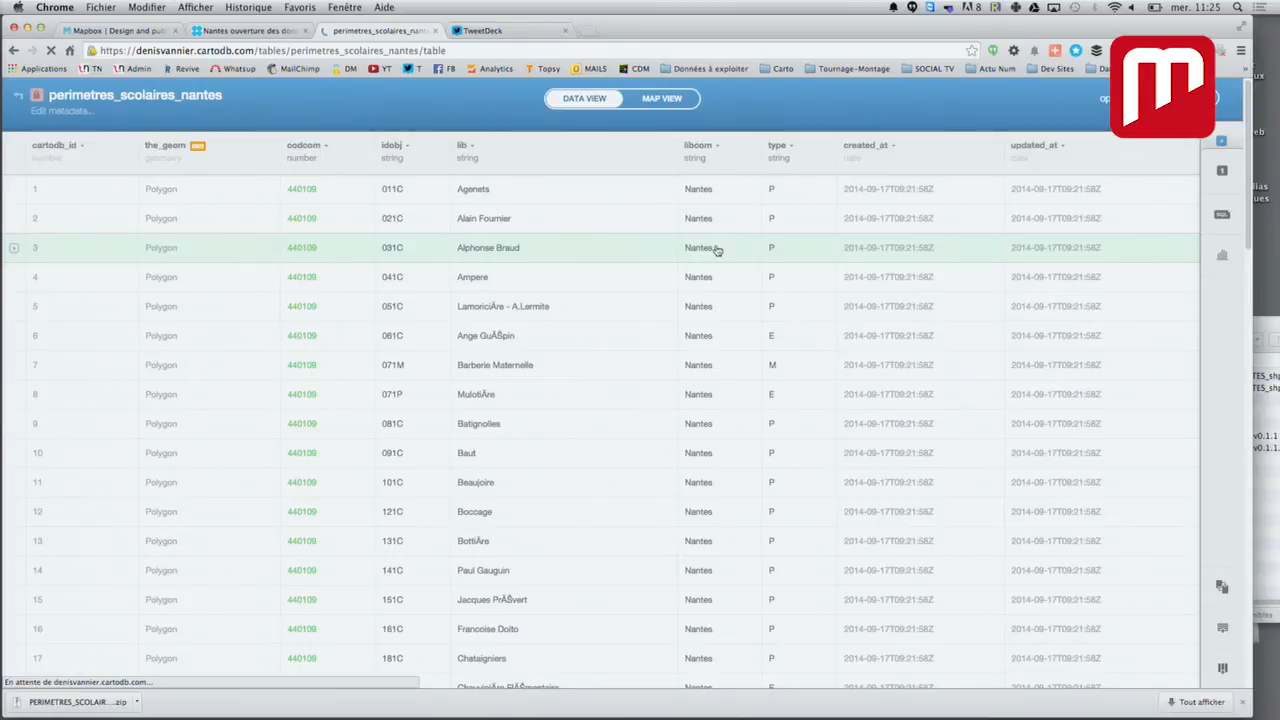 Chrome Fichier Modifier Afficher Historique Favoris Fenêtre Aide 8 mer. 11:25
Mapbox | Design and pub Nantes ouverture des don perimetres_scolaires_nant TweetDeck
https://denisvannier.cartodb.com/tables/perimetres_scolaires_nantes/table
Applications TN Admin Revive Whatsup MailChimp DM YT T FB Analytics Topsy MAILS CDM Données à exploiter Carto Tournage-Montage SOCIAL TV Actu Num Dev Sites
perimetres_scolaires_nantes
Edit metadata...
DATA VIEW MAP VIEW
cartodb_id the_geom GEO codcom idobj lib libcom type created_at updated_at
number geometry number string string string string date date
1 Polygon 440109 011C Agenets Nantes P 2014-09-17T09:21:58Z 2014-09-17T09:21:58Z
2 Polygon 440109 021C Alain Fournier Nantes P 2014-09-17T09:21:58Z 2014-09-17T09:21:58Z
3 Polygon 440109 031C Alphonse Braud Nantes P 2014-09-17T09:21:58Z 2014-09-17T09:21:58Z
4 Polygon 440109 041C Ampere Nantes P 2014-09-17T09:21:58Z 2014-09-17T09:21:58Z
5 Polygon 440109 051C LamoriciÃre - A.Lermite Nantes P 2014-09-17T09:21:58Z 2014-09-17T09:21:58Z
6 Polygon 440109 061C Ange GuÃŠpin Nantes E 2014-09-17T09:21:58Z 2014-09-17T09:21:58Z
7 Polygon 440109 071M Barberie Maternelle Nantes M 2014-09-17T09:21:58Z 2014-09-17T09:21:58Z
8 Polygon 440109 071P MulotiÃre Nantes E 2014-09-17T09:21:58Z 2014-09-17T09:21:58Z
9 Polygon 440109 081C Batignolles Nantes P 2014-09-17T09:21:58Z 2014-09-17T09:21:58Z
10 Polygon 440109 091C Baut Nantes P 2014-09-17T09:21:58Z 2014-09-17T09:21:58Z
11 Polygon 440109 101C Beaujoire Nantes P 2014-09-17T09:21:58Z 2014-09-17T09:21:58Z
12 Polygon 440109 121C Boccage Nantes P 2014-09-17T09:21:58Z 2014-09-17T09:21:58Z
13 Polygon 440109 131C BottiÃre Nantes P 2014-09-17T09:21:58Z 2014-09-17T09:21:58Z
14 Polygon 440109 141C Paul Gauguin Nantes P 2014-09-17T09:21:58Z 2014-09-17T09:21:58Z
15 Polygon 440109 151C Jacques PrÃŠvert Nantes P 2014-09-17T09:21:58Z 2014-09-17T09:21:58Z
16 Polygon 440109 161C Francoise Dolto Nantes P 2014-09-17T09:21:58Z 2014-09-17T09:21:58Z
17 Polygon 440109 181C Chataigniers Nantes P 2014-09-17T09:21:58Z 2014-09-17T09:21:58Z
En attente de denisvannier.cartodb.com...
PERIMETRES_SCOLAIR....zip Tout afficher